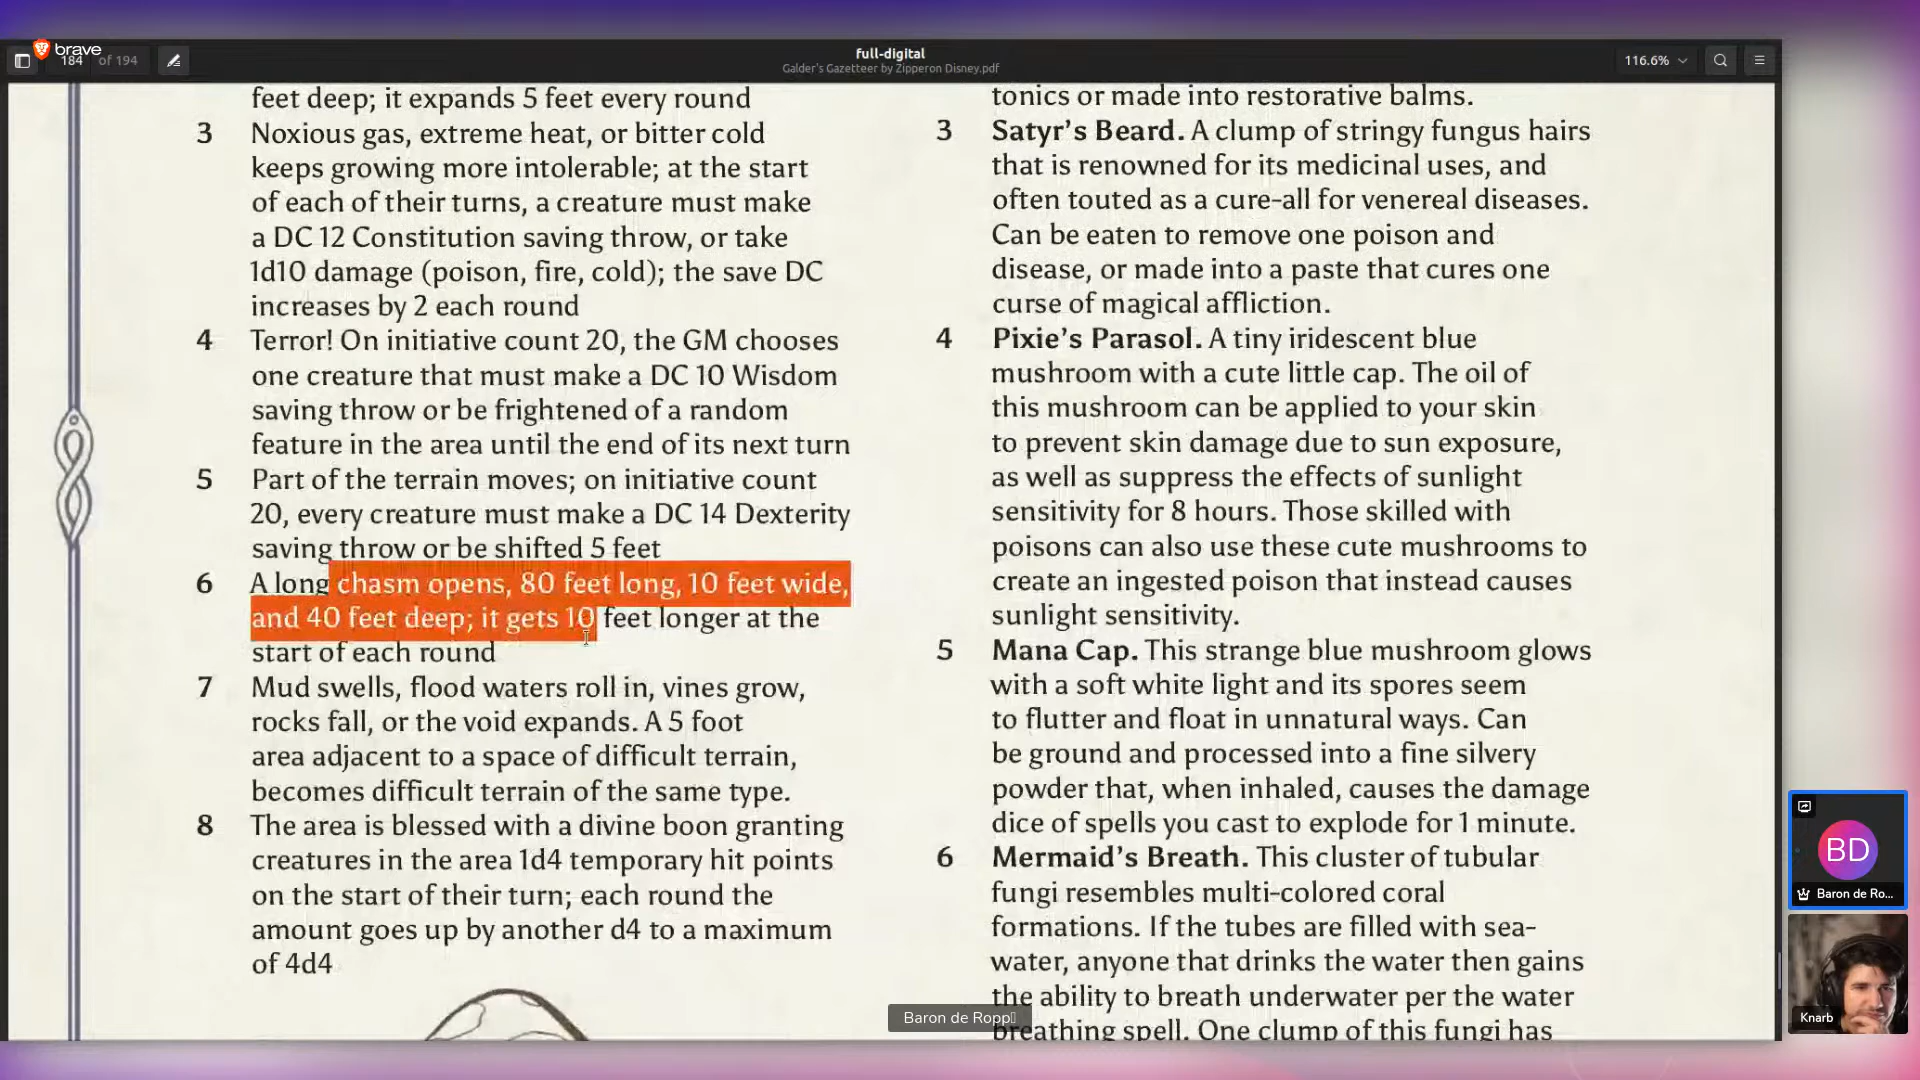 brave
184 of 194
full-digital
Galder's Gazetteer by Zipperon Disney.pdf
116.6%
feet deep; it expands 5 feet every round
3 Noxious gas, extreme heat, or bitter cold
keeps growing more intolerable; at the start
of each of their turns, a creature must make
a DC 12 Constitution saving throw, or take
1d10 damage (poison, fire, cold); the save DC
increases by 2 each round
4 Terror! On initiative count 20, the GM chooses
one creature that must make a DC 10 Wisdom
saving throw or be frightened of a random
feature in the area until the end of its next turn
5 Part of the terrain moves; on initiative count
20, every creature must make a DC 14 Dexterity
saving throw or be shifted 5 feet
6 A long chasm opens, 80 feet long, 10 feet wide,
and 40 feet deep; it gets 10 feet longer at the
start of each round
7 Mud swells, flood waters roll in, vines grow,
rocks fall, or the void expands. A 5 foot
area adjacent to a space of difficult terrain,
becomes difficult terrain of the same type.
8 The area is blessed with a divine boon granting
creatures in the area 1d4 temporary hit points
on the start of their turn; each round the
amount goes up by another d4 to a maximum
of 4d4
tonics or made into restorative balms.
3 Satyr's Beard. A clump of stringy fungus hairs
that is renowned for its medicinal uses, and
often touted as a cure-all for venereal diseases.
Can be eaten to remove one poison and
disease, or made into a paste that cures one
curse of magical affliction.
4 Pixie's Parasol. A tiny iridescent blue
mushroom with a cute little cap. The oil of
this mushroom can be applied to your skin
to prevent skin damage due to sun exposure,
as well as suppress the effects of sunlight
sensitivity for 8 hours. Those skilled with
poisons can also use these cute mushrooms to
create an ingested poison that instead causes
sunlight sensitivity.
5 Mana Cap. This strange blue mushroom glows
with a soft white light and its spores seem
to flutter and float in unnatural ways. Can
be ground and processed into a fine silvery
powder that, when inhaled, causes the damage
dice of spells you cast to explode for 1 minute.
6 Mermaid's Breath. This cluster of tubular
fungi resembles multi-colored coral
formations. If the tubes are filled with sea-
water, anyone that drinks the water then gains
the ability to breath underwater per the water
breathing spell. One clump of this fungi has
Baron de Ropp
BD
Baron de Ro...
Knarb